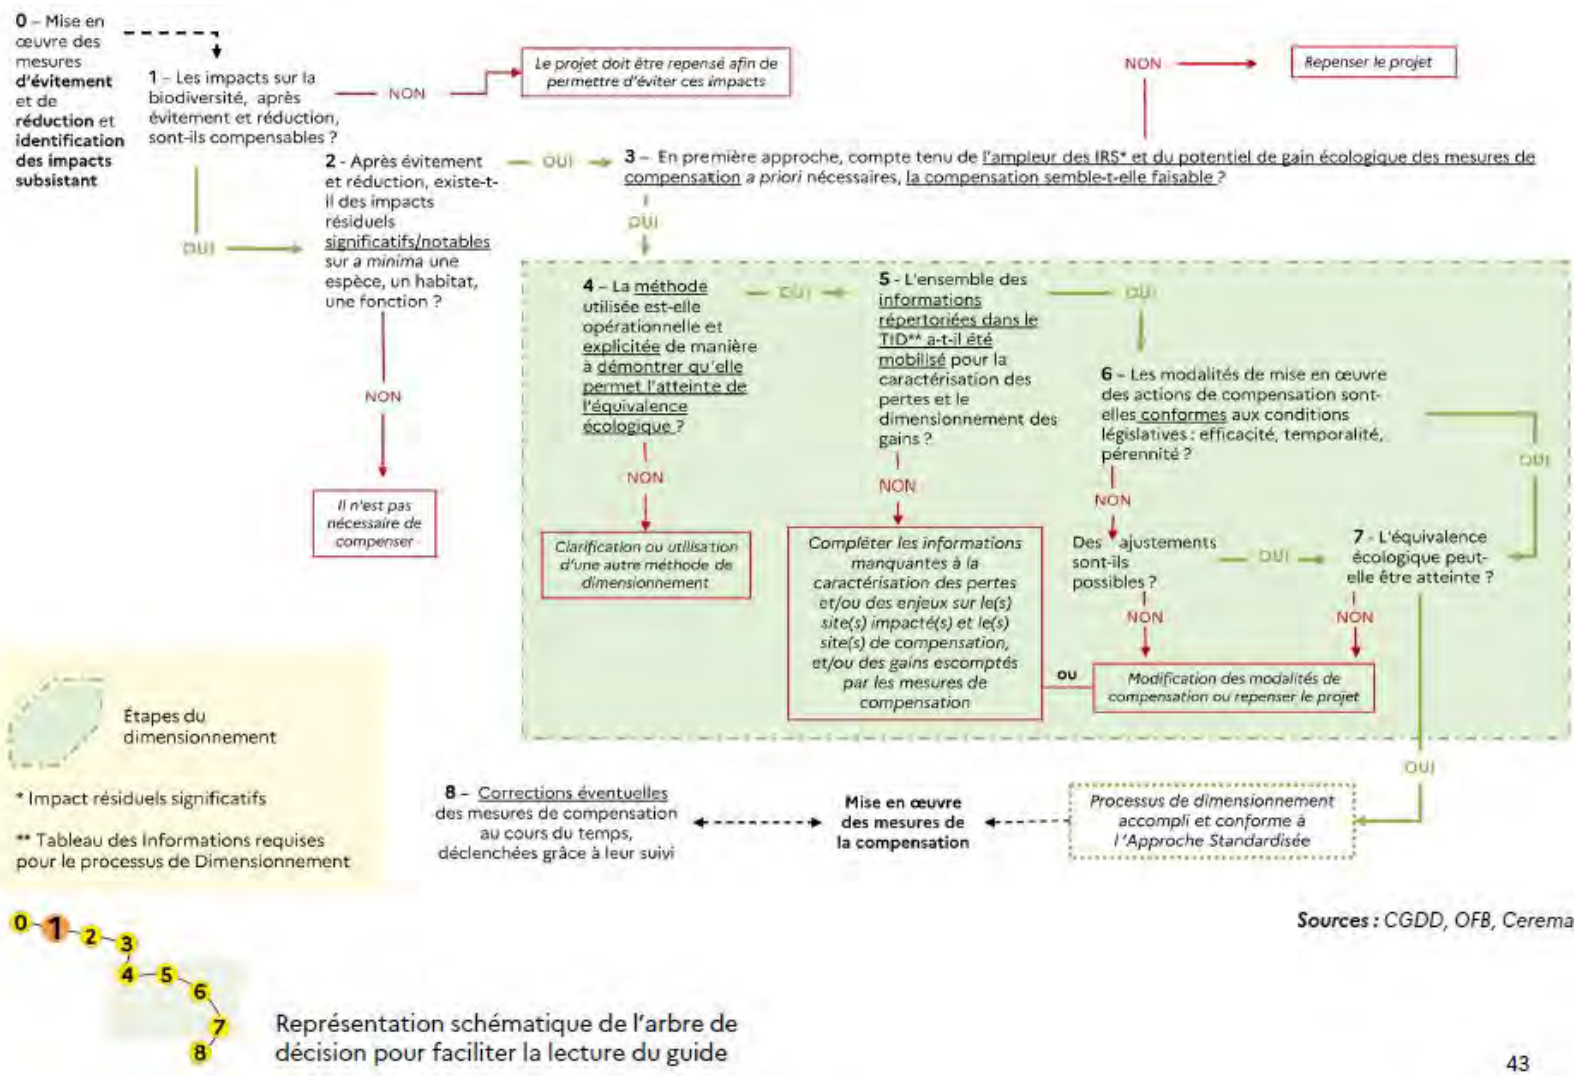 0 – Mise en
œuvre des
mesures
d'évitement
et de
réduction et
identification
des impacts
subsistant
1 – Les impacts sur la
biodiversité, après
évitement et réduction,
sont-ils compensables ?
NON
Le projet doit être repensé afin de
permettre d'éviter ces impacts
OUI
2 - Après évitement
et réduction, existe-t-
il des impacts
résiduels
significatifs/notables
sur a minima une
espèce, un habitat,
une fonction ?
NON
Il n'est pas
nécessaire de
compenser
OUI
3 – En première approche, compte tenu de l'ampleur des IRS* et du potentiel de gain écologique des mesures de
compensation a priori nécessaires, la compensation semble-t-elle faisable ?
NON
Repenser le projet
OUI
4 - La méthode
utilisée est-elle
opérationnelle et
explicitée de manière
à démontrer qu'elle
permet l'atteinte de
l'équivalence
écologique ?
NON
Clarification ou utilisation
d'une autre méthode de
dimensionnement
OUI
5 - L'ensemble des
informations
répertoriées dans le
TID** a-t-il été
mobilisé pour la
caractérisation des
pertes et le
dimensionnement des
gains ?
NON
Compléter les informations
manquantes à la
caractérisation des pertes
et/ou des enjeux sur le(s)
site(s) impacté(s) et le(s)
site(s) de compensation,
et/ou des gains escomptés
par les mesures de
compensation
OUI
6 – Les modalités de mise en œuvre
des actions de compensation sont-
elles conformes aux conditions
législatives : efficacité, temporalité,
pérennité ?
OUI
NON
Des ajustements
sont-ils
possibles ?
OUI
7 - L'équivalence
écologique peut-
elle être atteinte ?
NON
NON
ou
Modification des modalités de
compensation ou repenser le projet
OUI
Processus de dimensionnement
accompli et conforme à
l'Approche Standardisée
Mise en œuvre
des mesures de
la compensation
8 – Corrections éventuelles
des mesures de compensation
au cours du temps,
déclenchées grâce à leur suivi
Étapes du
dimensionnement
* Impact résiduels significatifs
** Tableau des Informations requises
pour le processus de Dimensionnement
Sources : CGDD, OFB, Cerema
0
1
2
3
4
5
6
7
8
Représentation schématique de l'arbre de
décision pour faciliter la lecture du guide
43